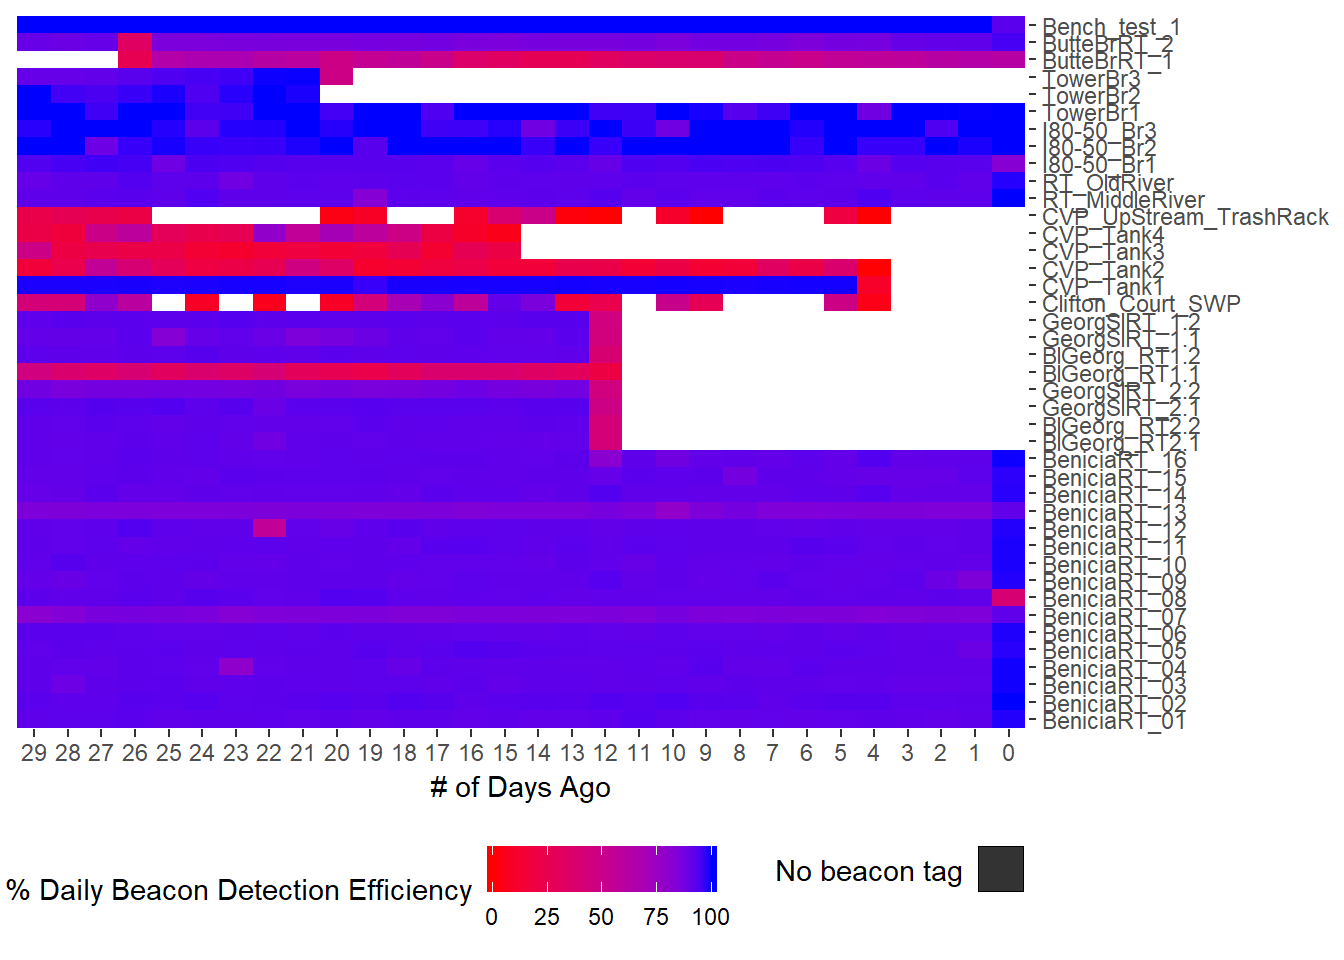 Bench_test_1
ButteBrRT_2
ButteBrRT_1
TowerBr3
TowerBr2
TowerBr1
I80-50_Br3
I80-50_Br2
I80-50_Br1
RT_OldRiver
RT_MiddleRiver
CVP_UpStream_TrashRack
CVP_Tank4
CVP_Tank3
CVP_Tank2
CVP_Tank1
Clifton_Court_SWP
GeorgSlRT_1.2
GeorgSlRT_1.1
BlGeorg_RT1.2
BlGeorg_RT1.1
GeorgSlRT_2.2
GeorgSlRT_2.1
BlGeorg_RT2.2
BlGeorg_RT2.1
BeniciaRT_16
BeniciaRT_15
BeniciaRT_14
BeniciaRT_13
BeniciaRT_12
BeniciaRT_11
BeniciaRT_10
BeniciaRT_09
BeniciaRT_08
BeniciaRT_07
BeniciaRT_06
BeniciaRT_05
BeniciaRT_04
BeniciaRT_03
BeniciaRT_02
BeniciaRT_01
29 28 27 26 25 24 23 22 21 20 19 18 17 16 15 14 13 12 11 10 9 8 7 6 5 4 3 2 1 0
# of Days Ago
% Daily Beacon Detection Efficiency
0 25 50 75 100
No beacon tag